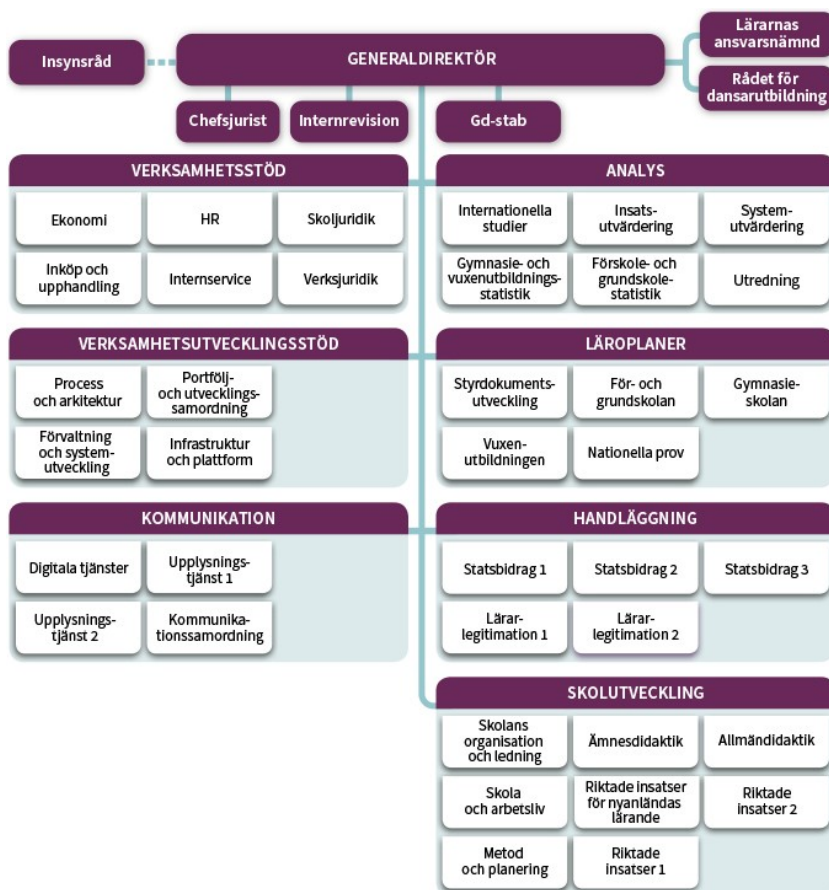 Insynsråd
GENERALDIREKTÖR
Lärarnas
ansvarsnämnd
Rådet för
dansarutbildning
Chefsjurist
Internrevision
Gd-stab
VERKSAMHETSSTÖD
Ekonomi
HR
Skoljuridik
Inköp och
upphandling
Internservice
Verksjuridik
ANALYS
Internationella
studier
Insats-
utvärdering
System-
utvärdering
Gymnasie- och
vuxenutbildnings-
statistik
Förskole- och
grundskole-
statistik
Utredning
VERKSAMHETSUTVECKLINGSSTÖD
Process
och arkitektur
Portfölj-
och utvecklings-
samordning
Förvaltning
och system-
utveckling
Infrastruktur
och plattform
LÄROPLANER
Styrdokuments-
utveckling
För- och
grundskolan
Gymnasie-
skolan
Vuxen-
utbildningen
Nationella prov
KOMMUNIKATION
Digitala tjänster
Upplysnings-
tjänst 1
Upplysnings-
tjänst 2
Kommunika-
tionssamordning
HANDLÄGGNING
Statsbidrag 1
Statsbidrag 2
Statsbidrag 3
Lärar-
legitimation 1
Lärar-
legitimation 2
SKOLUTVECKLING
Skolans
organisation
och ledning
Ämnesdidaktik
Allmändidaktik
Skola
och arbetsliv
Riktade insatser
för nyanländas
lärande
Riktade
insatser 2
Metod
och planering
Riktade
insatser 1